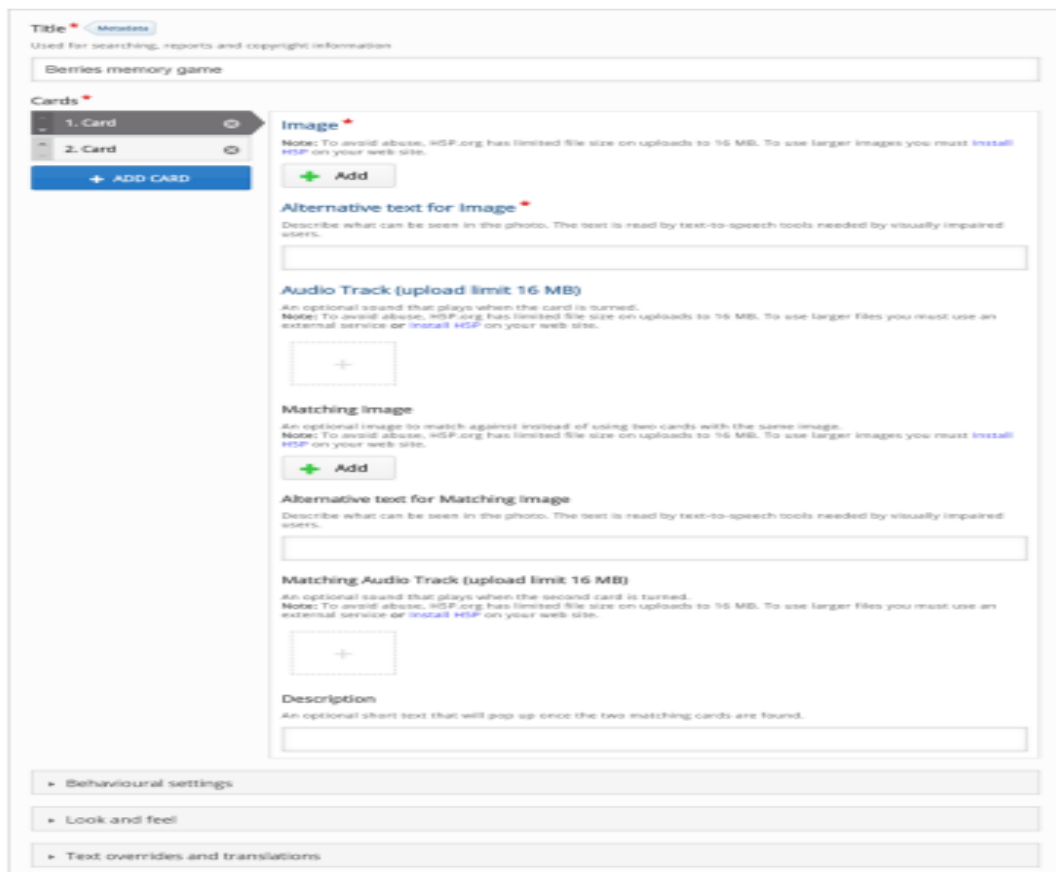 Title * Metadata
Used for searching, reports and copyright information
Berries memory game
Cards *
1. Card
2. Card
+ ADD CARD
Image *
Note: To avoid abuse, H5P.org has limited file size on uploads to 16 MB. To use larger images you must install
H5P on your web site.
+ Add
Alternative text for Image *
Describe what can be seen in the photo. The text is read by text-to-speech tools needed by visually impaired
users.
Audio Track (upload limit 16 MB)
An optional sound that plays when the card is turned.
Note: To avoid abuse, H5P.org has limited file size on uploads to 16 MB. To use larger files you must use an
external service or install H5P on your web site.
+
Matching Image
An optional image to match against instead of using two cards with the same image.
Note: To avoid abuse, H5P.org has limited file size on uploads to 16 MB. To use larger images you must install
H5P on your web site.
+ Add
Alternative text for Matching Image
Describe what can be seen in the photo. The text is read by text-to-speech tools needed by visually impaired
users.
Matching Audio Track (upload limit 16 MB)
An optional sound that plays when the second card is turned.
Note: To avoid abuse, H5P.org has limited file size on uploads to 16 MB. To use larger files you must use an
external service or install H5P on your web site.
+
Description
An optional short text that will pop up once the two matching cards are found.
Behavioural settings
Look and feel
Text overrides and translations